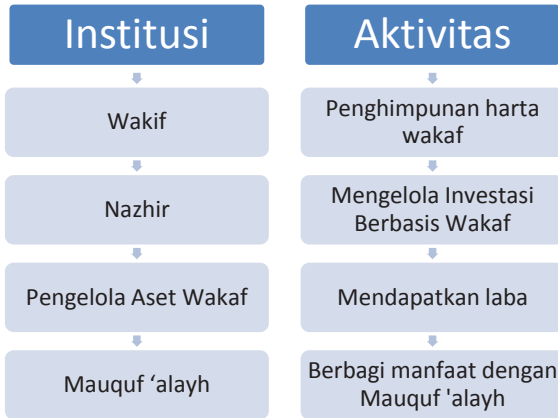 Institusi
Wakif
Nazhir
Pengelola Aset Wakaf
Mauquf ‘alayh
Aktivitas
Penghimpunan harta
wakaf
Mengelola Investasi
Berbasis Wakaf
Mendapatkan laba
Berbagi manfaat dengan
Mauquf 'alayh